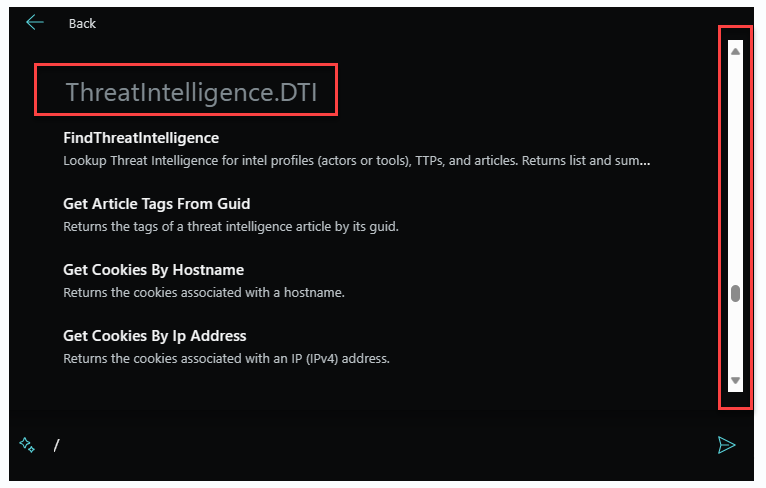 Back
ThreatIntelligence.DTI
FindThreatIntelligence
Lookup Threat Intelligence for intel profiles (actors or tools), TTPs, and articles. Returns list and sum...
Get Article Tags From Guid
Returns the tags of a threat intelligence article by its guid.
Get Cookies By Hostname
Returns the cookies associated with a hostname.
Get Cookies By Ip Address
Returns the cookies associated with an IP (IPv4) address.
/